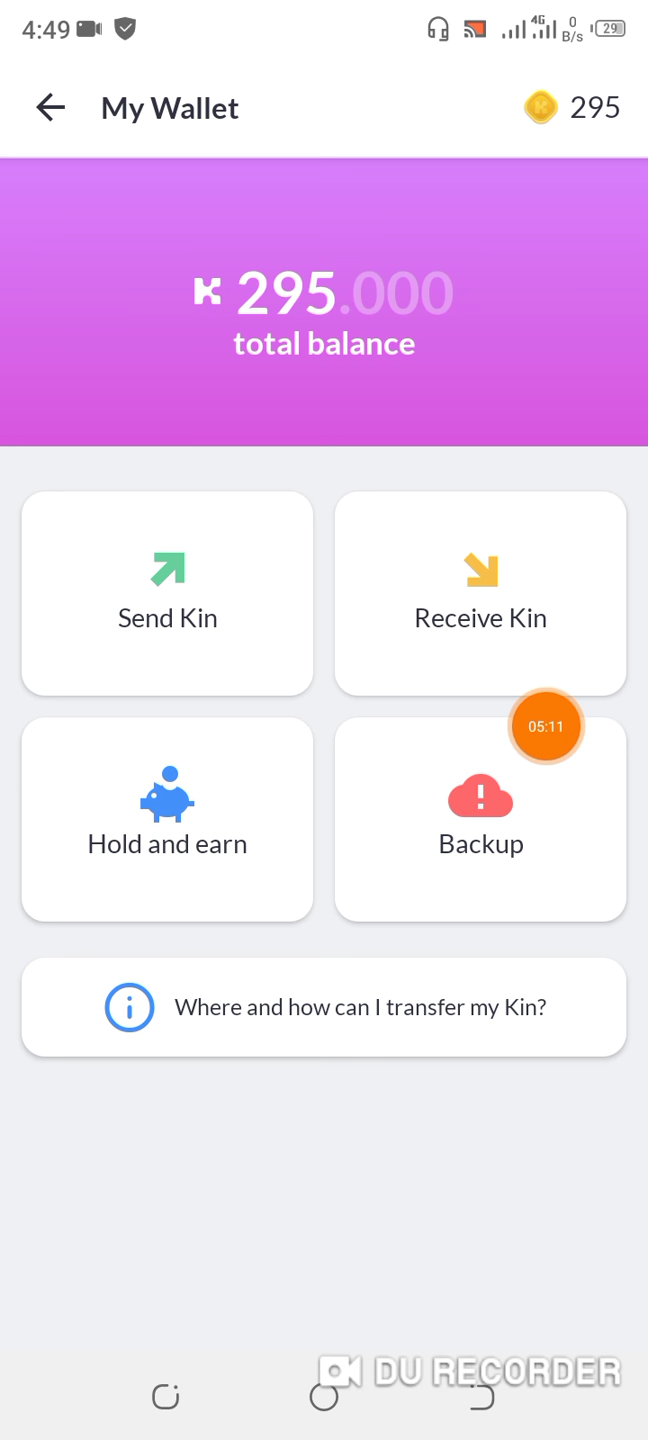 4:49 4G 0 B/s 29
My Wallet 295
K 295.000
total balance
Send Kin
Receive Kin
05:11
Hold and earn
Backup
Where and how can I transfer my Kin?
DU RECORDER